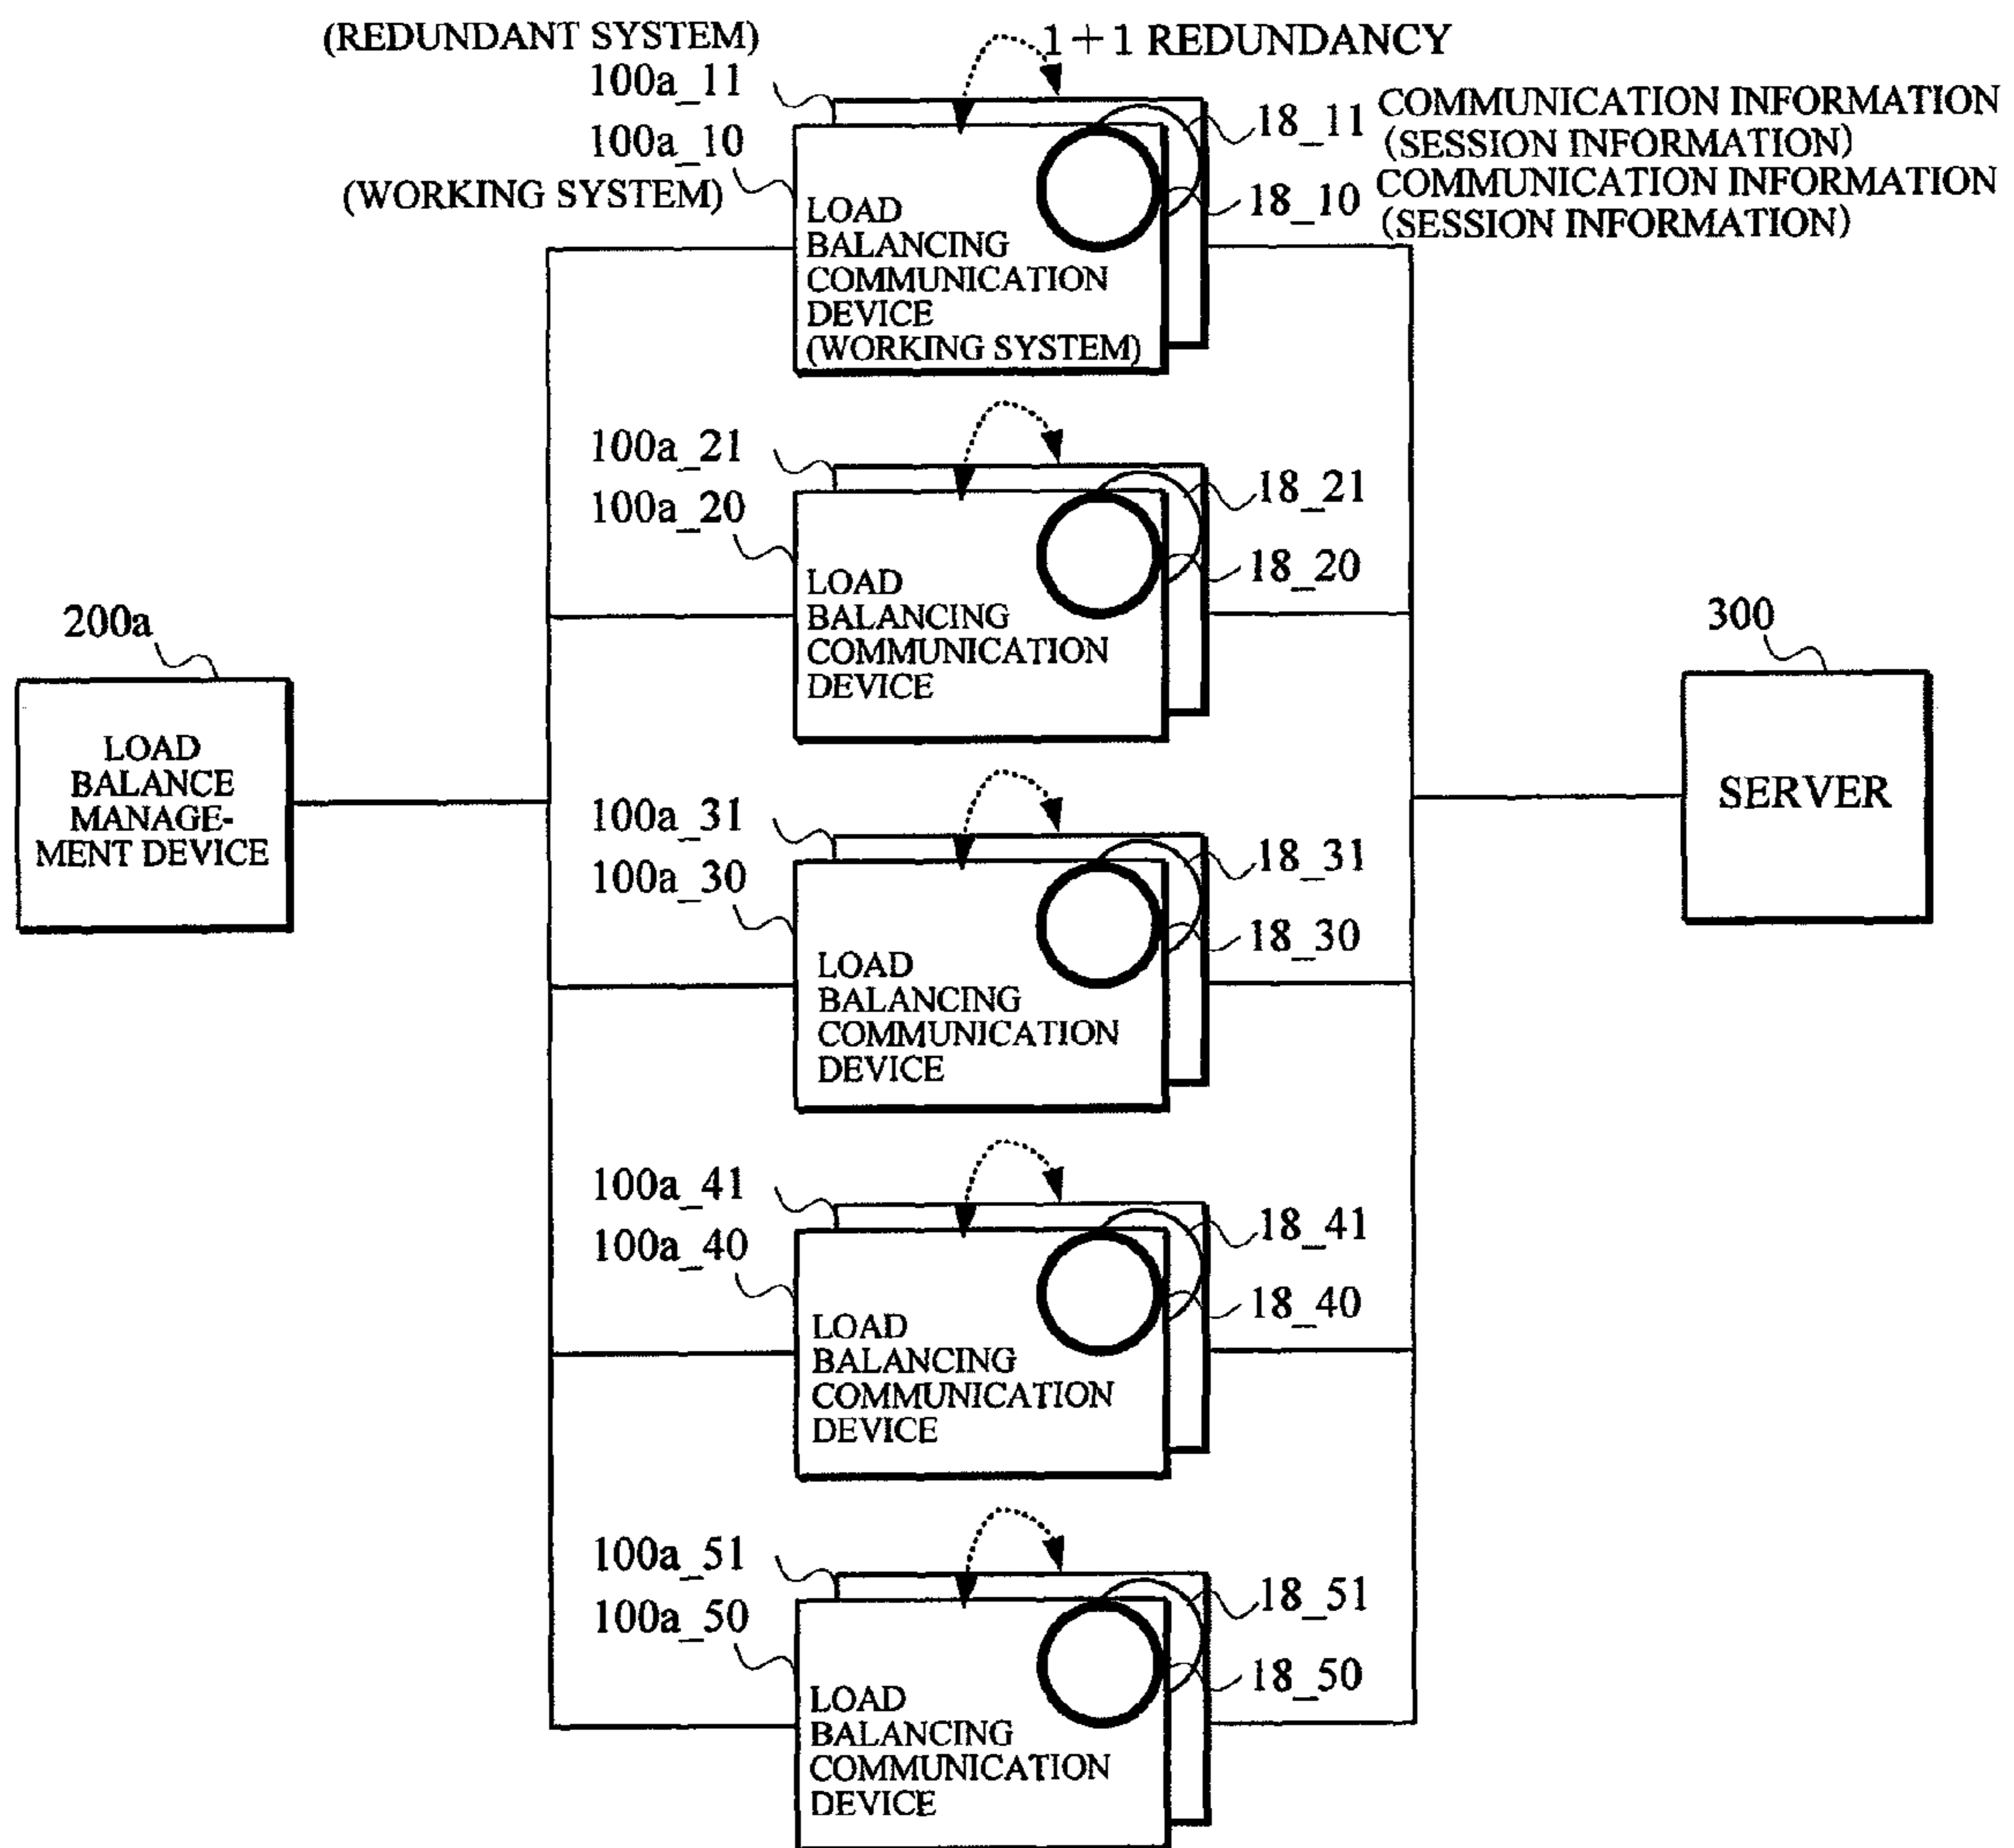 (REDUNDANT SYSTEM)
1+1 REDUNDANCY
100a_11
100a_10
(WORKING SYSTEM)
18_11 COMMUNICATION INFORMATION
(SESSION INFORMATION)
18_10 COMMUNICATION INFORMATION
(SESSION INFORMATION)
LOAD
BALANCING
COMMUNICATION
DEVICE
(WORKING SYSTEM)
100a_21
100a_20
18_21
18_20
LOAD
BALANCING
COMMUNICATION
DEVICE
200a
LOAD
BALANCE
MANAGE-
MENT DEVICE
300
SERVER
100a_31
100a_30
18_31
18_30
LOAD
BALANCING
COMMUNICATION
DEVICE
100a_41
100a_40
18_41
18_40
LOAD
BALANCING
COMMUNICATION
DEVICE
100a_51
100a_50
18_51
18_50
LOAD
BALANCING
COMMUNICATION
DEVICE